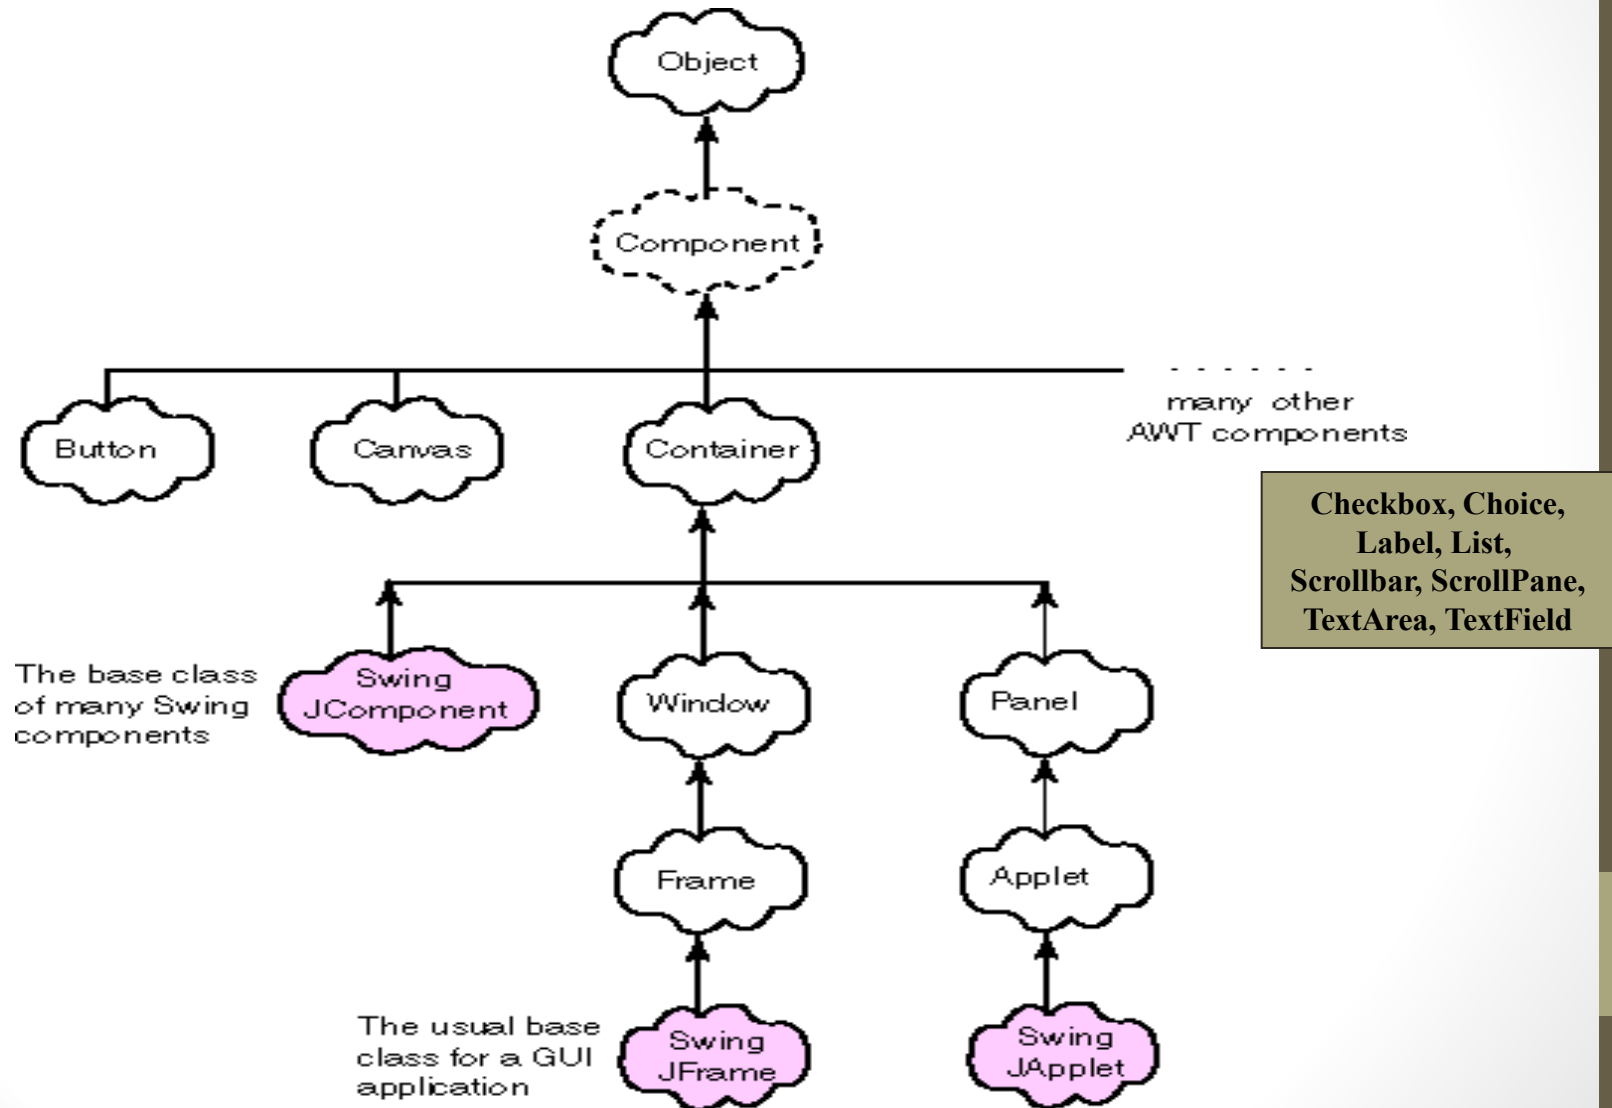 Object
Component
many other
AWT components
Button
Canvas
Container
Checkbox, Choice,
Label, List,
Scrollbar, ScrollPane,
TextArea, TextField
The base class
of many Swing
components
Swing
JComponent
Window
Panel
Frame
Applet
The usual base
class for a GUI
application
Swing
JFrame
Swing
JApplet